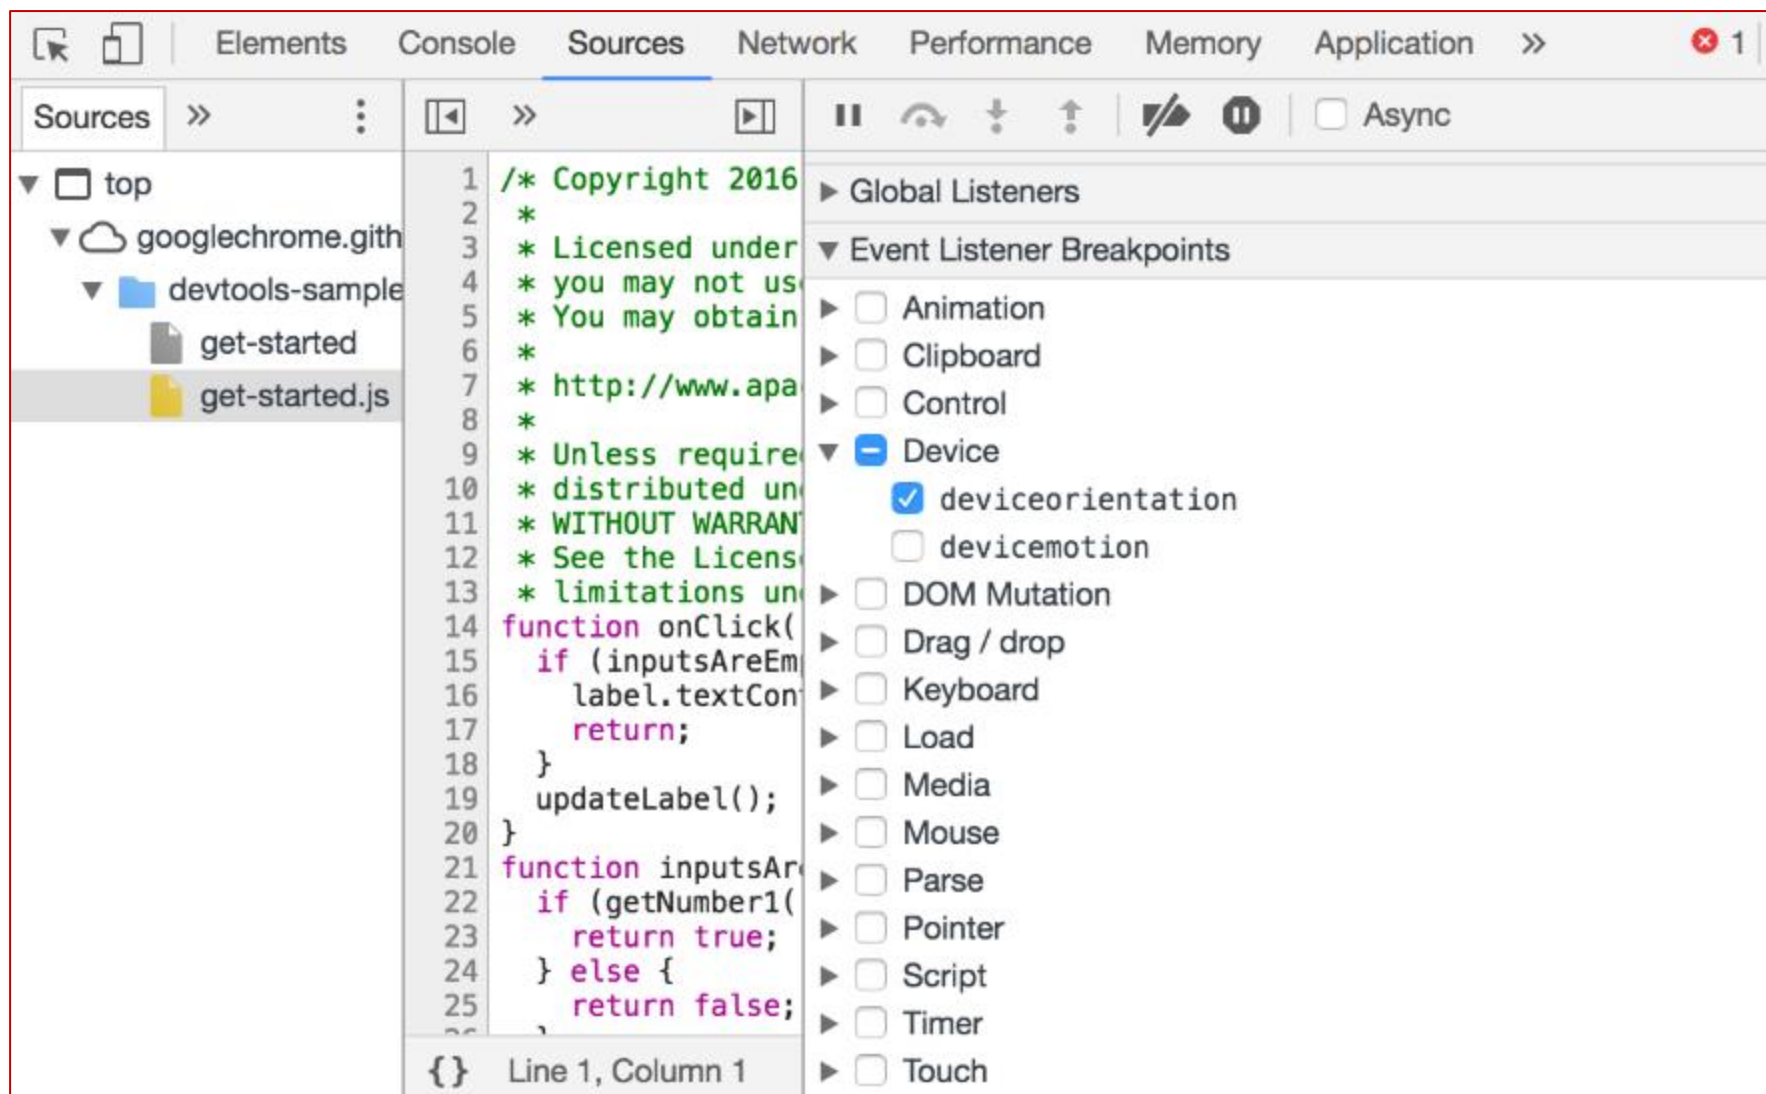 Elements Console Sources Network Performance Memory Application » 1
Sources »
top
googlechrome.gith
devtools-sample
get-started
get-started.js
»
1 /* Copyright 2016
2 *
3 * Licensed under
4 * you may not us
5 * You may obtain
6 *
7 * http://www.apa
8 *
9 * Unless require
10 * distributed un
11 * WITHOUT WARRAN
12 * See the Licens
13 * limitations un
14 function onClick(
15 if (inputsAreEm
16 label.textCon
17 return;
18 }
19 updateLabel();
20 }
21 function inputsAr
22 if (getNumber1(
23 return true;
24 } else {
25 return false;
{} Line 1, Column 1
Async
Global Listeners
Event Listener Breakpoints
Animation
Clipboard
Control
Device
deviceorientation
devicemotion
DOM Mutation
Drag / drop
Keyboard
Load
Media
Mouse
Parse
Pointer
Script
Timer
Touch